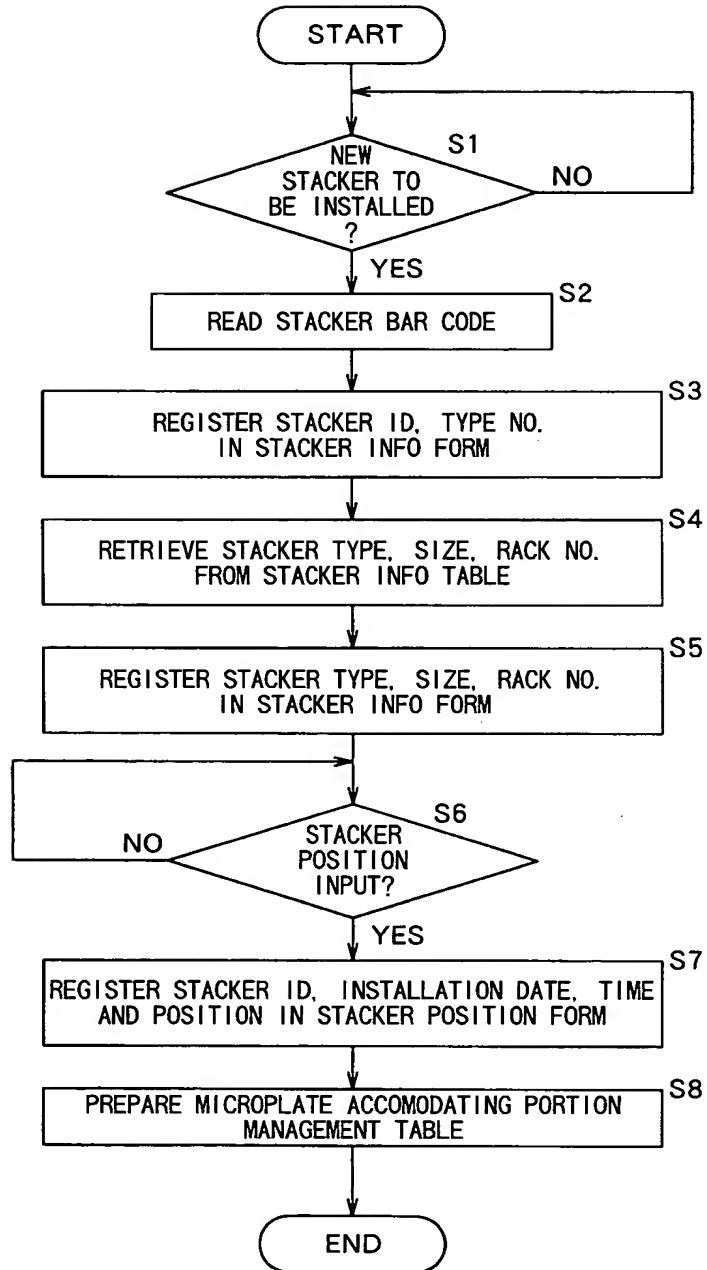 START
S1
NEW
STACKER TO
BE INSTALLED
?
NO
YES
S2
READ STACKER BAR CODE
S3
REGISTER STACKER ID, TYPE NO.
IN STACKER INFO FORM
S4
RETRIEVE STACKER TYPE, SIZE, RACK NO.
FROM STACKER INFO TABLE
S5
REGISTER STACKER TYPE, SIZE, RACK NO.
IN STACKER INFO FORM
S6
NO
STACKER
POSITION
INPUT?
YES
S7
REGISTER STACKER ID, INSTALLATION DATE, TIME
AND POSITION IN STACKER POSITION FORM
S8
PREPARE MICROPLATE ACCOMODATING PORTION
MANAGEMENT TABLE
END